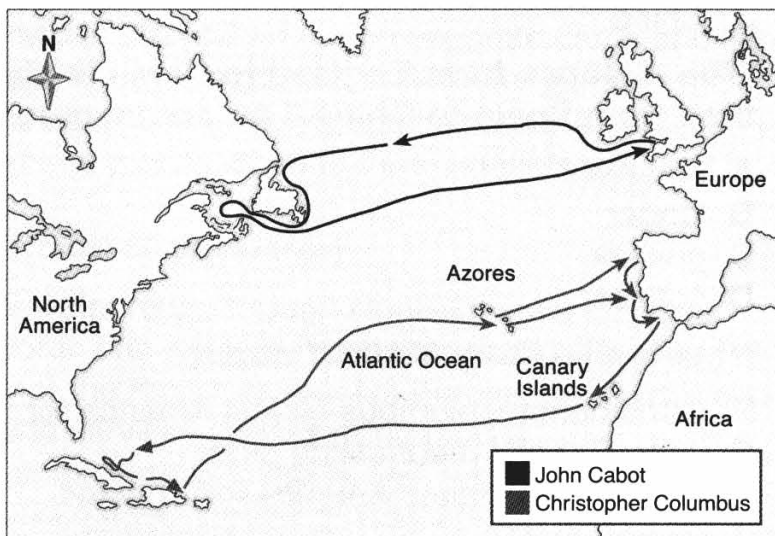 N
Europe
Azores
North
America
Atlantic Ocean
Canary
Islands
Africa
John Cabot
Christopher Columbus